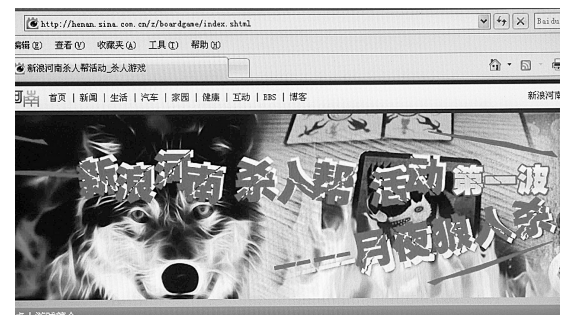 http://henan.sina.com.cn/z/boardgame/index.shtml
Baidu
编辑(E) 查看(V) 收藏夹(A) 工具(T) 帮助(H)
新浪河南杀人帮活动_杀人游戏
河南 首页 | 新闻 | 生活 | 汽车 | 家园 | 健康 | 互动 | BBS | 博客
新浪河南
新浪河南 杀人帮 活动 第一波
----月夜狼人杀